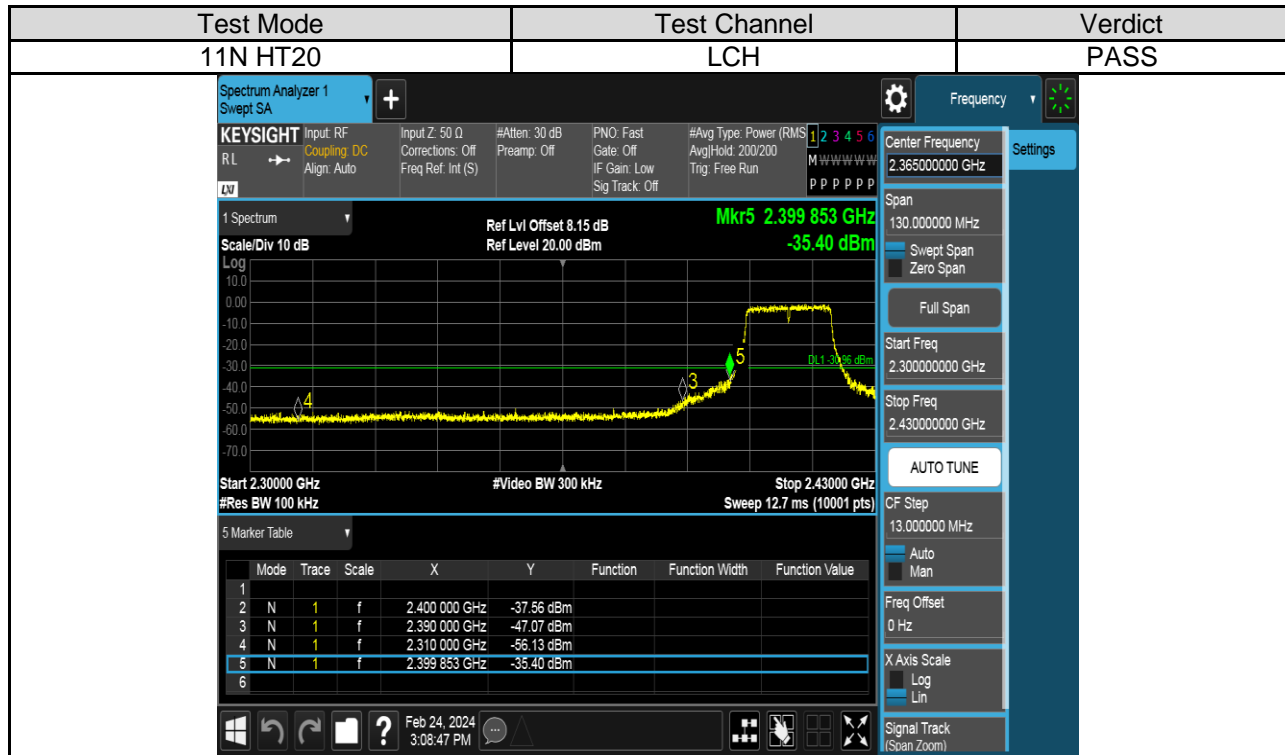 Test Mode Test Channel Verdict
11N HT20 LCH PASS
Spectrum Analyzer 1
Swept SA
+
Frequency
KEYSIGHT Input: RF Input Z: 50 Ω #Atten: 30 dB PNO: Fast #Avg Type: Power (RMS 1 2 3 4 5 6
RL Coupling: DC Corrections: Off Preamp: Off Gate: Off Avg|Hold: 200/200 M W W W W W
Align: Auto Freq Ref: Int (S) IF Gain: Low Trig: Free Run
LXI Sig Track: Off P P P P P P
Center Frequency
2.365000000 GHz
Settings
Span
130.000000 MHz
Swept Span
Zero Span
Full Span
Start Freq
2.300000000 GHz
Stop Freq
2.430000000 GHz
AUTO TUNE
CF Step
13.000000 MHz
Auto
Man
Freq Offset
0 Hz
X Axis Scale
Log
Lin
Signal Track
(Span Zoom)
1 Spectrum Ref Lvl Offset 8.15 dB Mkr5 2.399 853 GHz
Scale/Div 10 dB Ref Level 20.00 dBm -35.40 dBm
Log
10.0
0.00
-10.0
-20.0
-30.0
-40.0
-50.0
-60.0
-70.0
DL1 -30.96 dBm
5
3
4
Start 2.30000 GHz #Video BW 300 kHz Stop 2.43000 GHz
#Res BW 100 kHz Sweep 12.7 ms (10001 pts)
5 Marker Table
Mode Trace Scale X Y Function Function Width Function Value
1
2 N 1 f 2.400 000 GHz -37.56 dBm
3 N 1 f 2.390 000 GHz -47.07 dBm
4 N 1 f 2.310 000 GHz -56.13 dBm
5 N 1 f 2.399 853 GHz -35.40 dBm
6
? Feb 24, 2024
3:08:47 PM